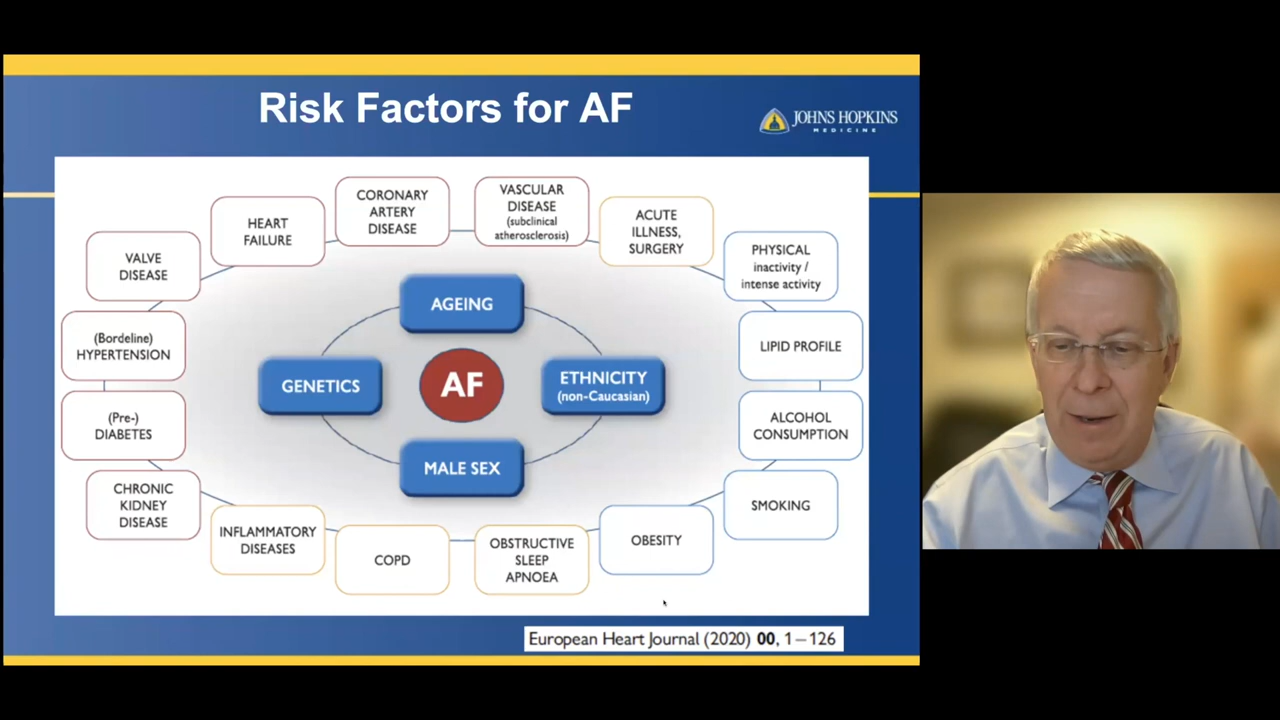 Risk Factors for AF
JOHNS HOPKINS
MEDICINE
CORONARY
ARTERY
DISEASE
VASCULAR
DISEASE
(subclinical
atherosclerosis)
HEART
FAILURE
ACUTE
ILLNESS,
SURGERY
VALVE
DISEASE
PHYSICAL
inactivity /
intense activity
(Bordeline)
HYPERTENSION
LIPID PROFILE
(Pre-)
DIABETES
ALCOHOL
CONSUMPTION
CHRONIC
KIDNEY
DISEASE
SMOKING
INFLAMMATORY
DISEASES
COPD
OBSTRUCTIVE
SLEEP
APNOEA
OBESITY
AGEING
GENETICS
AF
ETHNICITY
(non-Caucasian)
MALE SEX
European Heart Journal (2020) 00, 1–126